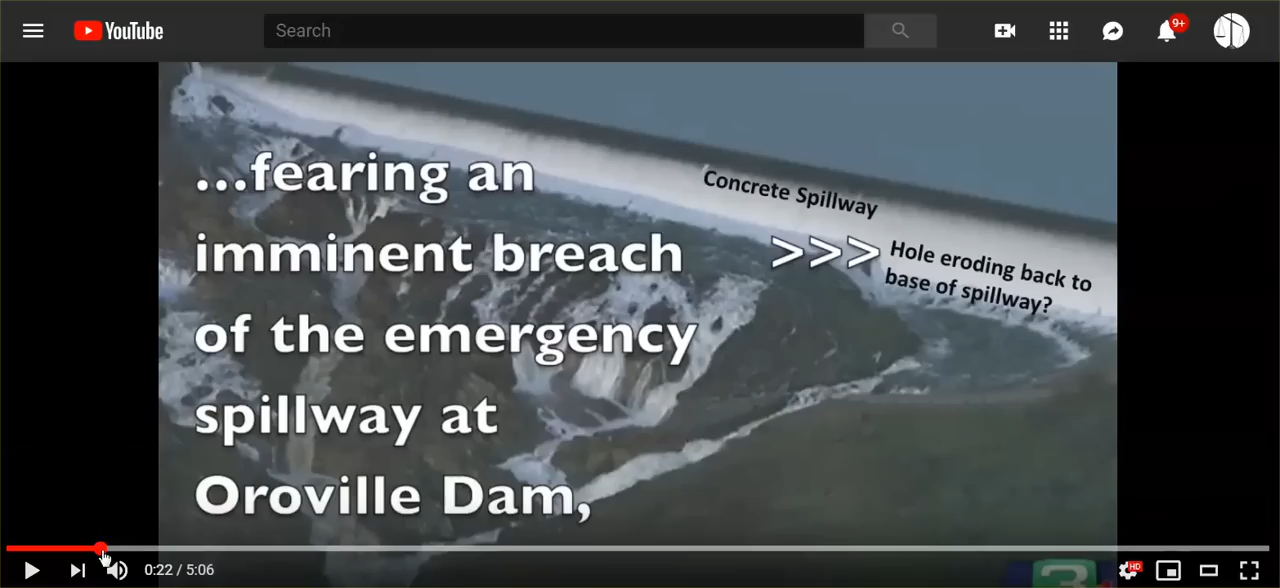 YouTube
Search
9+
...fearing an
imminent breach
of the emergency
spillway at
Oroville Dam,
Concrete Spillway
>>> Hole eroding back to
base of spillway?
3
0:22 / 5:06
HD